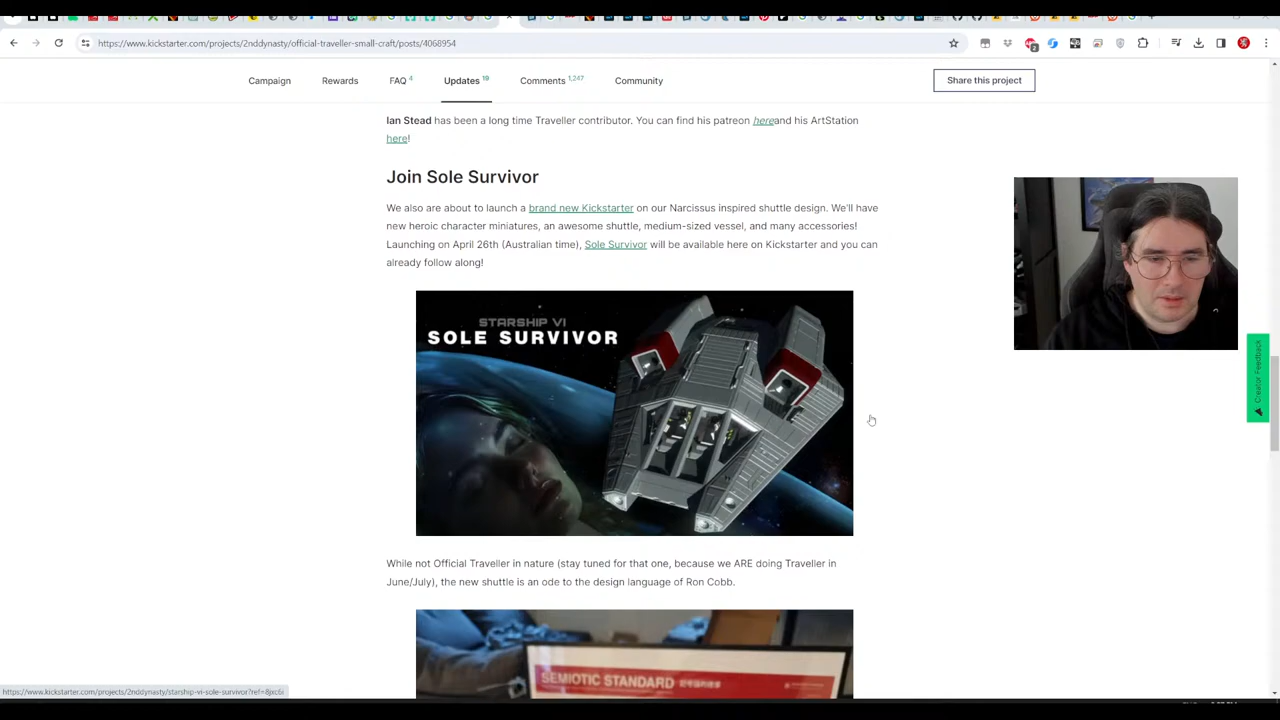 https://www.kickstarter.com/projects/2nddynasty/official-traveller-small-craft/posts/4068954
Campaign Rewards FAQ 4 Updates 19 Comments 1,247 Community Share this project
Ian Stead has been a long time Traveller contributor. You can find his patreon hereand his ArtStation
here!
Join Sole Survivor
We also are about to launch a brand new Kickstarter on our Narcissus inspired shuttle design. We'll have
new heroic character miniatures, an awesome shuttle, medium-sized vessel, and many accessories!
Launching on April 26th (Australian time), Sole Survivor will be available here on Kickstarter and you can
already follow along!
STARSHIP VI
SOLE SURVIVOR
Creator Feedback
While not Official Traveller in nature (stay tuned for that one, because we ARE doing Traveller in
June/July), the new shuttle is an ode to the design language of Ron Cobb.
SEMIOTIC STANDARD
https://www.kickstarter.com/projects/2nddynasty/starship-vi-sole-survivor?ref=8jxc6i